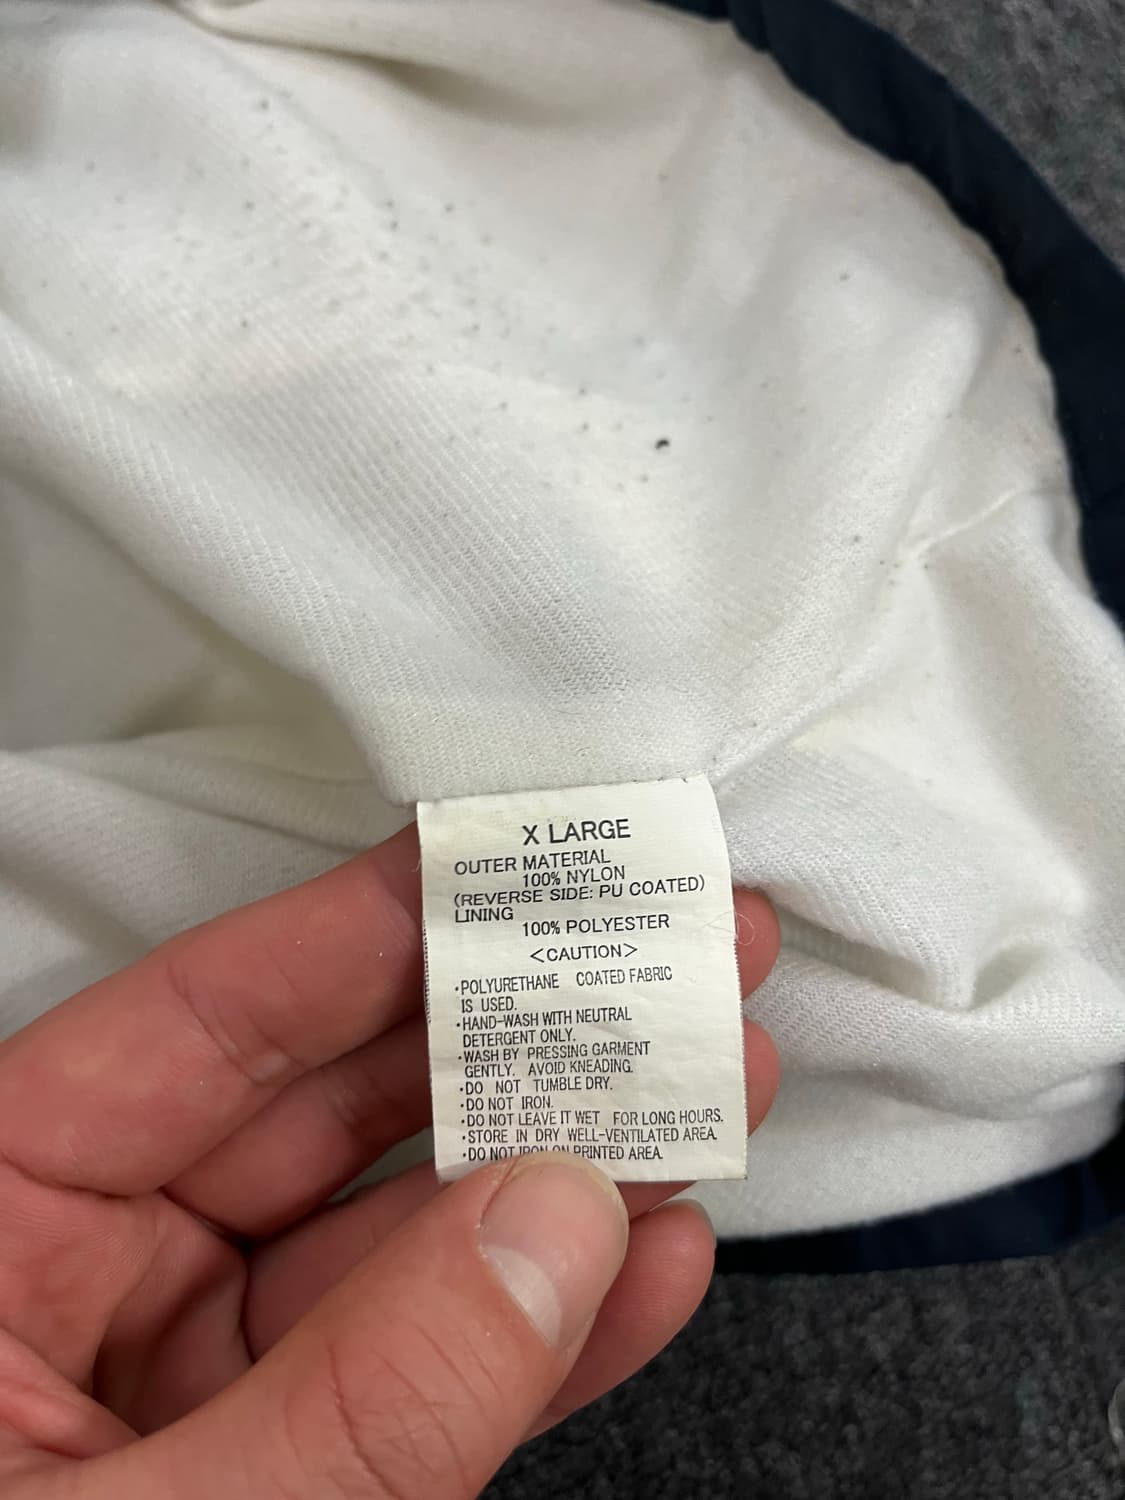 X LARGE
OUTER MATERIAL
100% NYLON
(REVERSE SIDE: PU COATED)
LINING
100% POLYESTER
<CAUTION>
・POLYURETHANE COATED FABRIC
IS USED.
・HAND-WASH WITH NEUTRAL
DETERGENT ONLY.
・WASH BY PRESSING GARMENT
GENTLY. AVOID KNEADING.
・DO NOT TUMBLE DRY.
・DO NOT IRON.
・DO NOT LEAVE IT WET FOR LONG HOURS.
・STORE IN DRY WELL-VENTILATED AREA.
・DO NOT IRON ON PRINTED AREA.